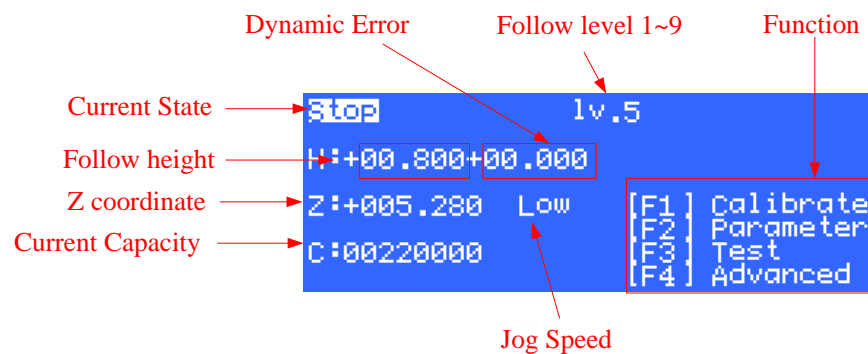 Dynamic Error
Follow level 1~9
Function
Current State
Stop
lv.5
Follow height
H:+00.800+00.000
Z coordinate
Z:+005.280
Low
[F1] Calibrate
[F2] Parameter
Current Capacity
C:00220000
[F3] Test
[F4] Advanced
Jog Speed